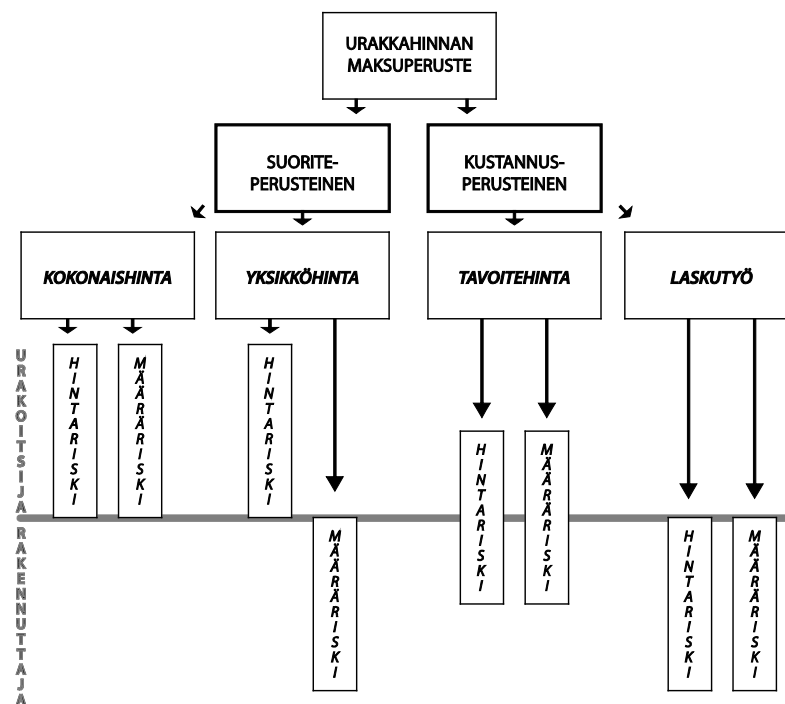 URAKKAHINNAN
MAKSUPERUSTE
SUORITE-
PERUSTEINEN
KUSTANNUS-
PERUSTEINEN
KOKONAISHINTA
YKSIKKÖHINTA
TAVOITEHINTA
LASKUTYÖ
URAKOITSIJA
HINTARISKI
MÄÄRÄRISKI
HINTARISKI
MÄÄRÄRISKI
HINTARISKI
MÄÄRÄRISKI
HINTARISKI
MÄÄRÄRISKI
RAKENNUTTAJA